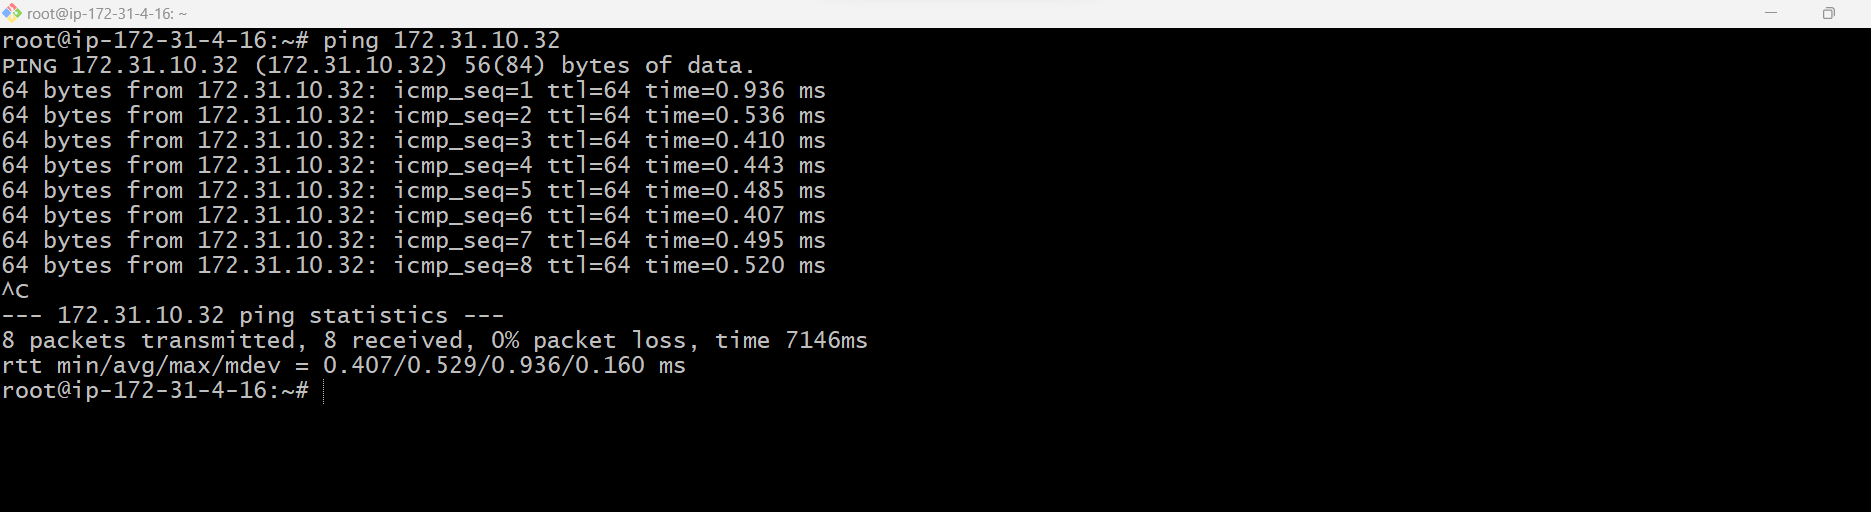 root@ip-172-31-4-16: ~
root@ip-172-31-4-16:~# ping 172.31.10.32
PING 172.31.10.32 (172.31.10.32) 56(84) bytes of data.
64 bytes from 172.31.10.32: icmp_seq=1 ttl=64 time=0.936 ms
64 bytes from 172.31.10.32: icmp_seq=2 ttl=64 time=0.536 ms
64 bytes from 172.31.10.32: icmp_seq=3 ttl=64 time=0.410 ms
64 bytes from 172.31.10.32: icmp_seq=4 ttl=64 time=0.443 ms
64 bytes from 172.31.10.32: icmp_seq=5 ttl=64 time=0.485 ms
64 bytes from 172.31.10.32: icmp_seq=6 ttl=64 time=0.407 ms
64 bytes from 172.31.10.32: icmp_seq=7 ttl=64 time=0.495 ms
64 bytes from 172.31.10.32: icmp_seq=8 ttl=64 time=0.520 ms
^C
--- 172.31.10.32 ping statistics ---
8 packets transmitted, 8 received, 0% packet loss, time 7146ms
rtt min/avg/max/mdev = 0.407/0.529/0.936/0.160 ms
root@ip-172-31-4-16:~#